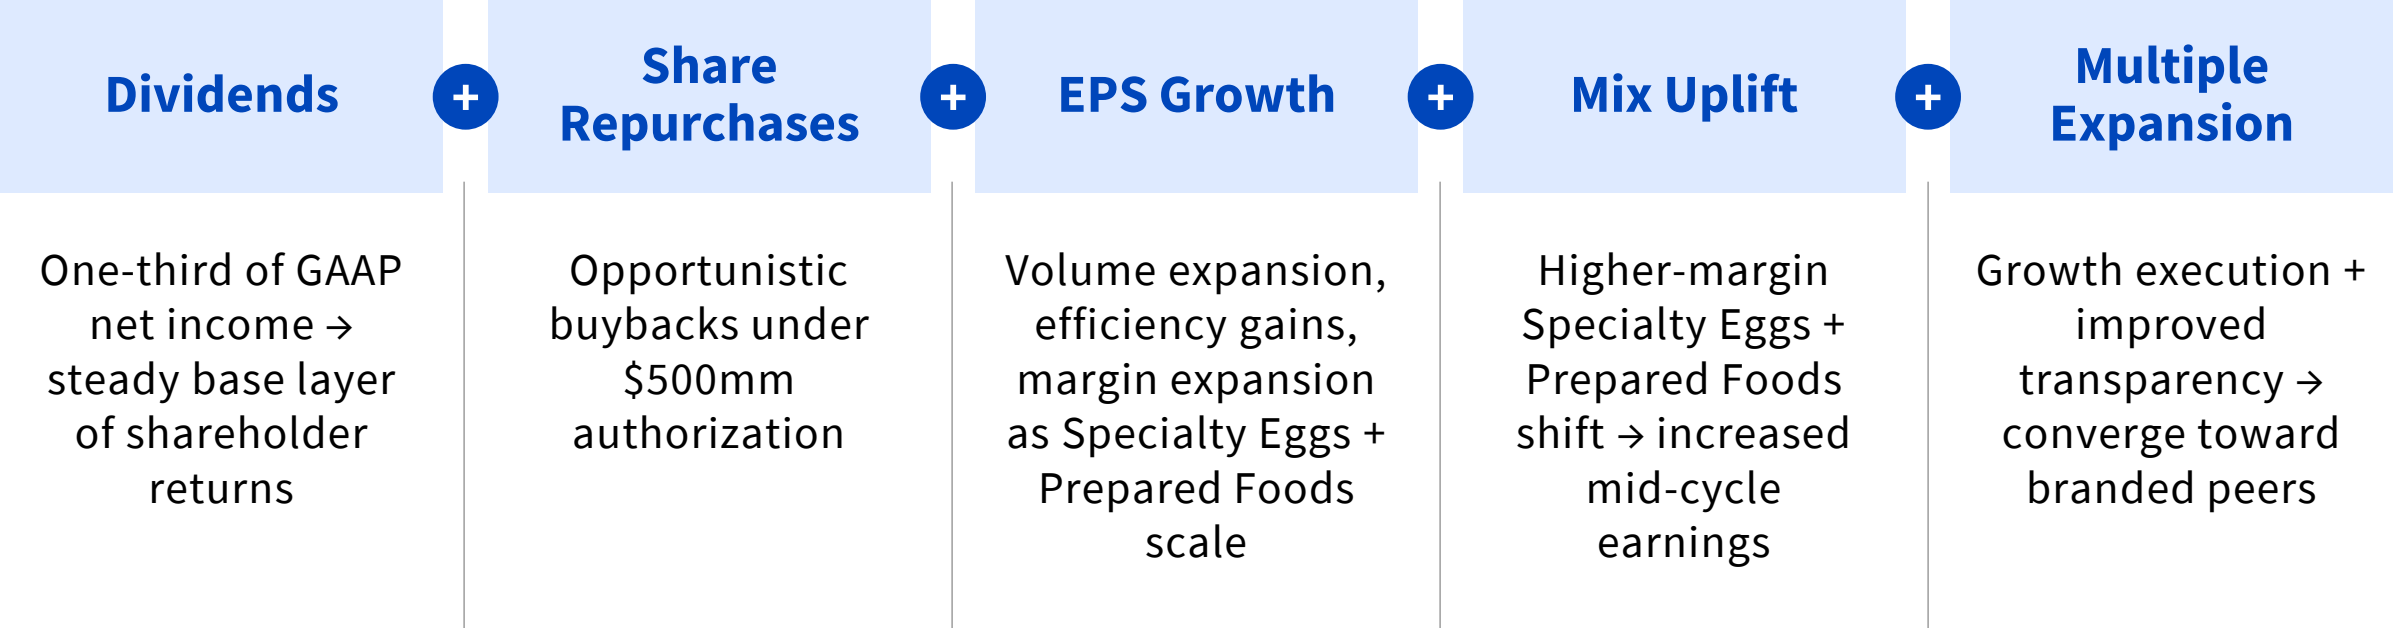 Dividends
+
Share
Repurchases
+
EPS Growth
+
Mix Uplift
+
Multiple
Expansion
One-third of GAAP
net income →
steady base layer
of shareholder
returns
Opportunistic
buybacks under
$500mm
authorization
Volume expansion,
efficiency gains,
margin expansion
as Specialty Eggs +
Prepared Foods
scale
Higher-margin
Specialty Eggs +
Prepared Foods
shift → increased
mid-cycle
earnings
Growth execution +
improved
transparency →
converge toward
branded peers